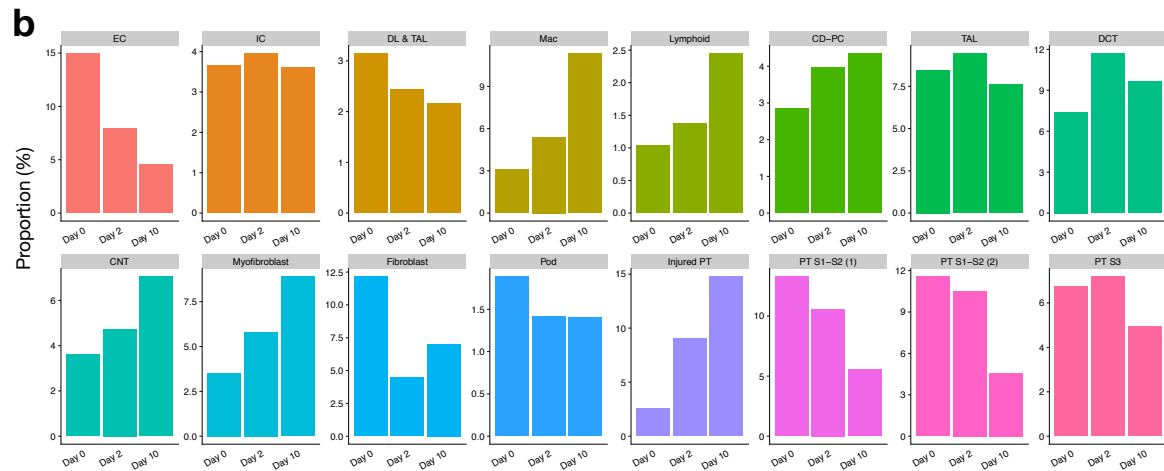 b
Proportion (%)
EC IC DL & TAL Mac Lymphoid CD−PC TAL DCT
15 10 5 0
4 3 2 1 0
3 2 1 0
9 6 3 0
2.5 2.0 1.5 1.0 0.5 0.0
4 3 2 1 0
7.5 5.0 2.5 0.0
12 9 6 3 0
Day 0 Day 2 Day 10 Day 0 Day 2 Day 10 Day 0 Day 2 Day 10 Day 0 Day 2 Day 10 Day 0 Day 2 Day 10 Day 0 Day 2 Day 10 Day 0 Day 2 Day 10 Day 0 Day 2 Day 10
CNT Myofibroblast Fibroblast Pod Injured PT PT S1−S2 (1) PT S1−S2 (2) PT S3
6 4 2 0
7.5 5.0 2.5 0.0
12.5 10.0 7.5 5.0 2.5 0.0
1.5 1.0 0.5 0.0
15 10 5 0
10 5 0
12 9 6 3 0
6 4 2 0
Day 0 Day 2 Day 10 Day 0 Day 2 Day 10 Day 0 Day 2 Day 10 Day 0 Day 2 Day 10 Day 0 Day 2 Day 10 Day 0 Day 2 Day 10 Day 0 Day 2 Day 10 Day 0 Day 2 Day 10